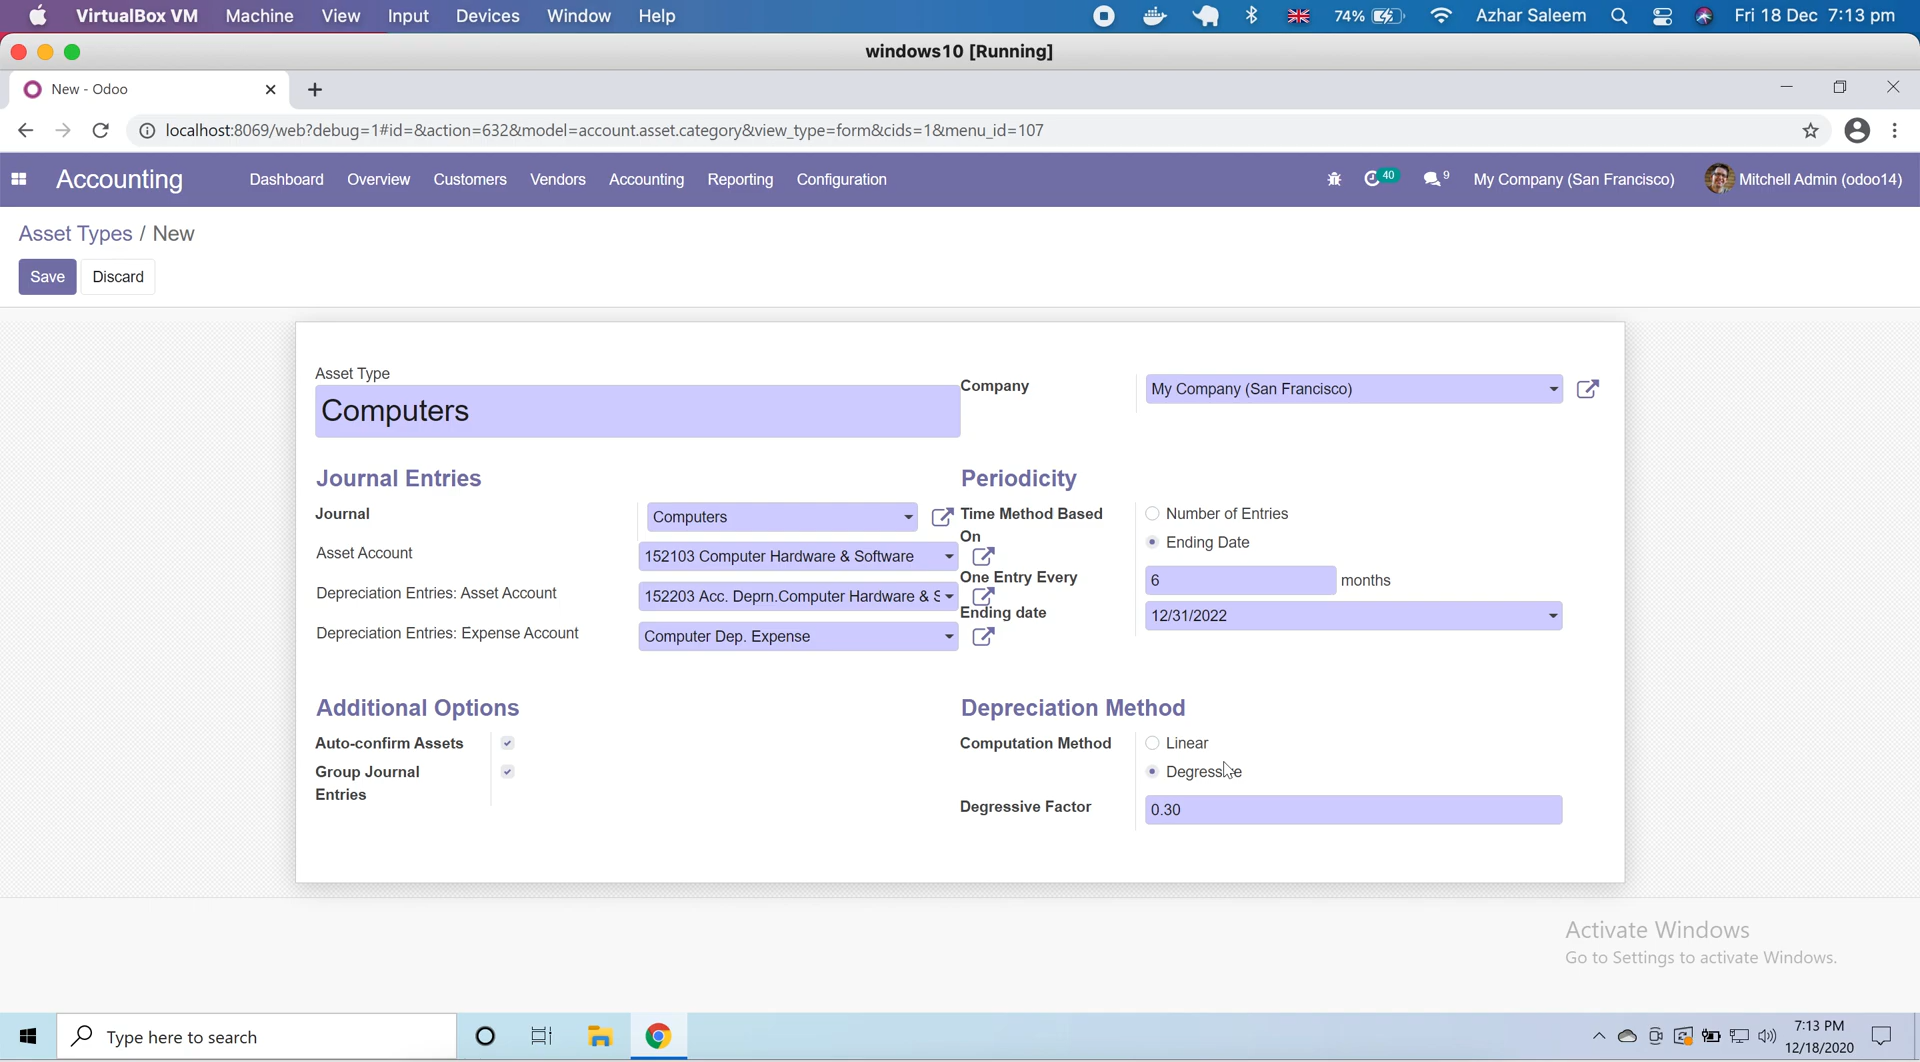 VirtualBox VM Machine View Input Devices Window Help 74% Azhar Saleem Fri 18 Dec 7:13 pm
windows10 [Running]
New - Odoo
localhost:8069/web?debug=1#id=&action=632&model=account.asset.category&view_type=form&cids=1&menu_id=107
Accounting Dashboard Overview Customers Vendors Accounting Reporting Configuration 40 9 My Company (San Francisco) Mitchell Admin (odoo14)
Asset Types / New
Save Discard
Asset Type
Computers
Company My Company (San Francisco)
Journal Entries
Journal Computers
Asset Account 152103 Computer Hardware & Software
Depreciation Entries: Asset Account 152203 Acc. Deprn.Computer Hardware & S
Depreciation Entries: Expense Account Computer Dep. Expense
Periodicity
Time Method Based On
Number of Entries
Ending Date
One Entry Every 6 months
Ending date 12/31/2022
Additional Options
Auto-confirm Assets
Group Journal
Entries
Depreciation Method
Computation Method Linear
Degressive
Degressive Factor 0.30
Activate Windows
Go to Settings to activate Windows.
Type here to search
7:13 PM
12/18/2020